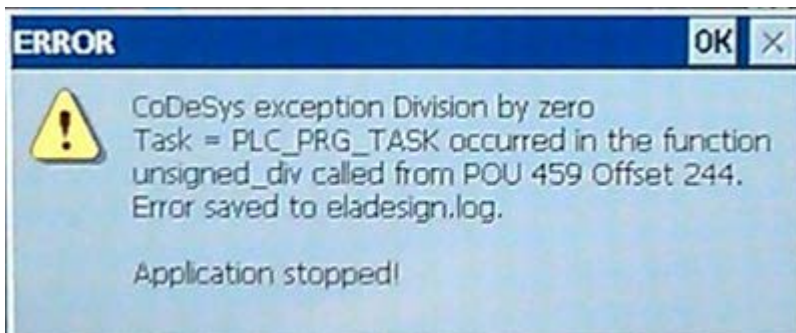 ERROR OK ×
CoDeSys exception Division by zero
Task = PLC_PRG_TASK occurred in the function
unsigned_div called from POU 459 Offset 244.
Error saved to eladesign.log.
Application stopped!